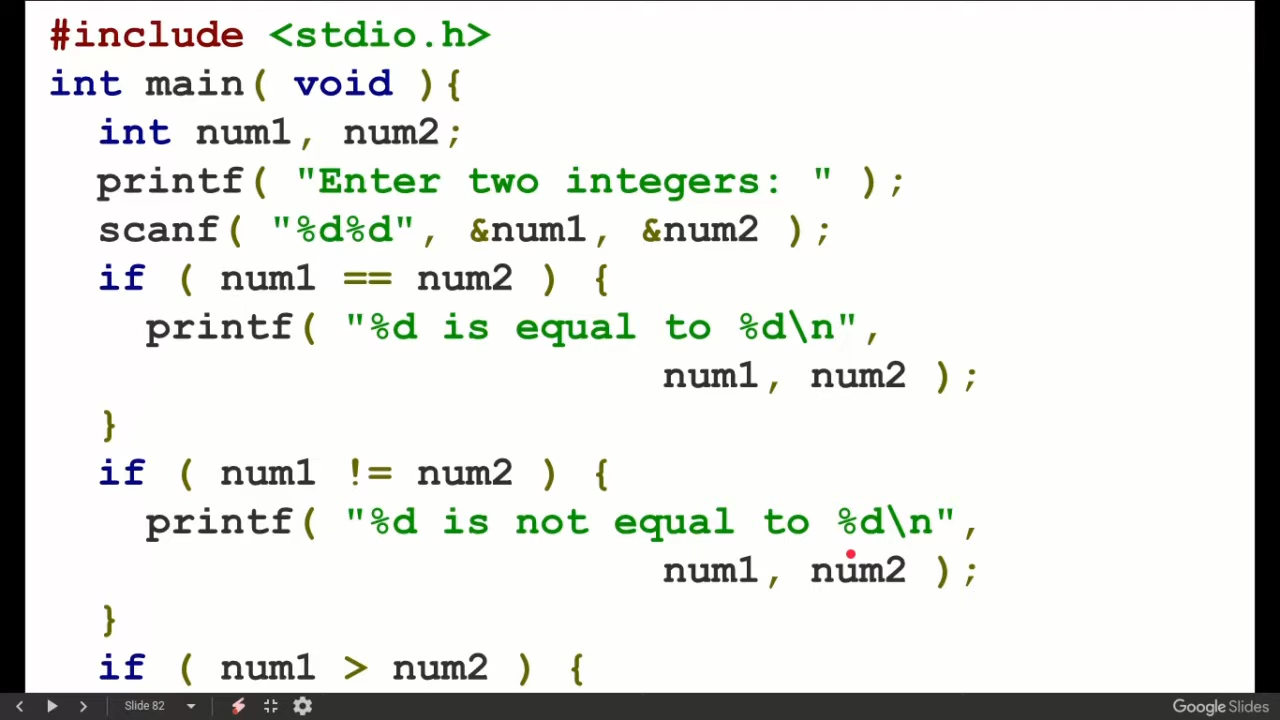 #include <stdio.h>
int main( void ){
  int num1, num2;
  printf( "Enter two integers: " );
  scanf( "%d%d", &num1, &num2 );
  if ( num1 == num2 ) {
    printf( "%d is equal to %d\n",
                         num1, num2 );
  }
  if ( num1 != num2 ) {
    printf( "%d is not equal to %d\n",
                         num1, num2 );
  }
  if ( num1 > num2 ) {
Slide 82
Google Slides